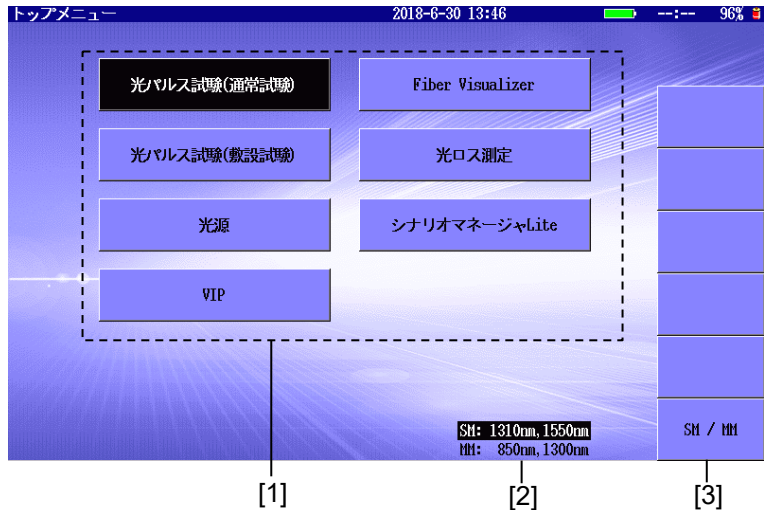 トップメニュー 2018-6-30 13:46 --:-- 96%
光パルス試験(通常試験) Fiber Visualizer
光パルス試験(敷設試験) 光ロス測定
光源 シナリオマネージャLite
VIP
SM: 1310nm,1550nm
MM: 850nm,1300nm
SM / MM
[1] [2] [3]